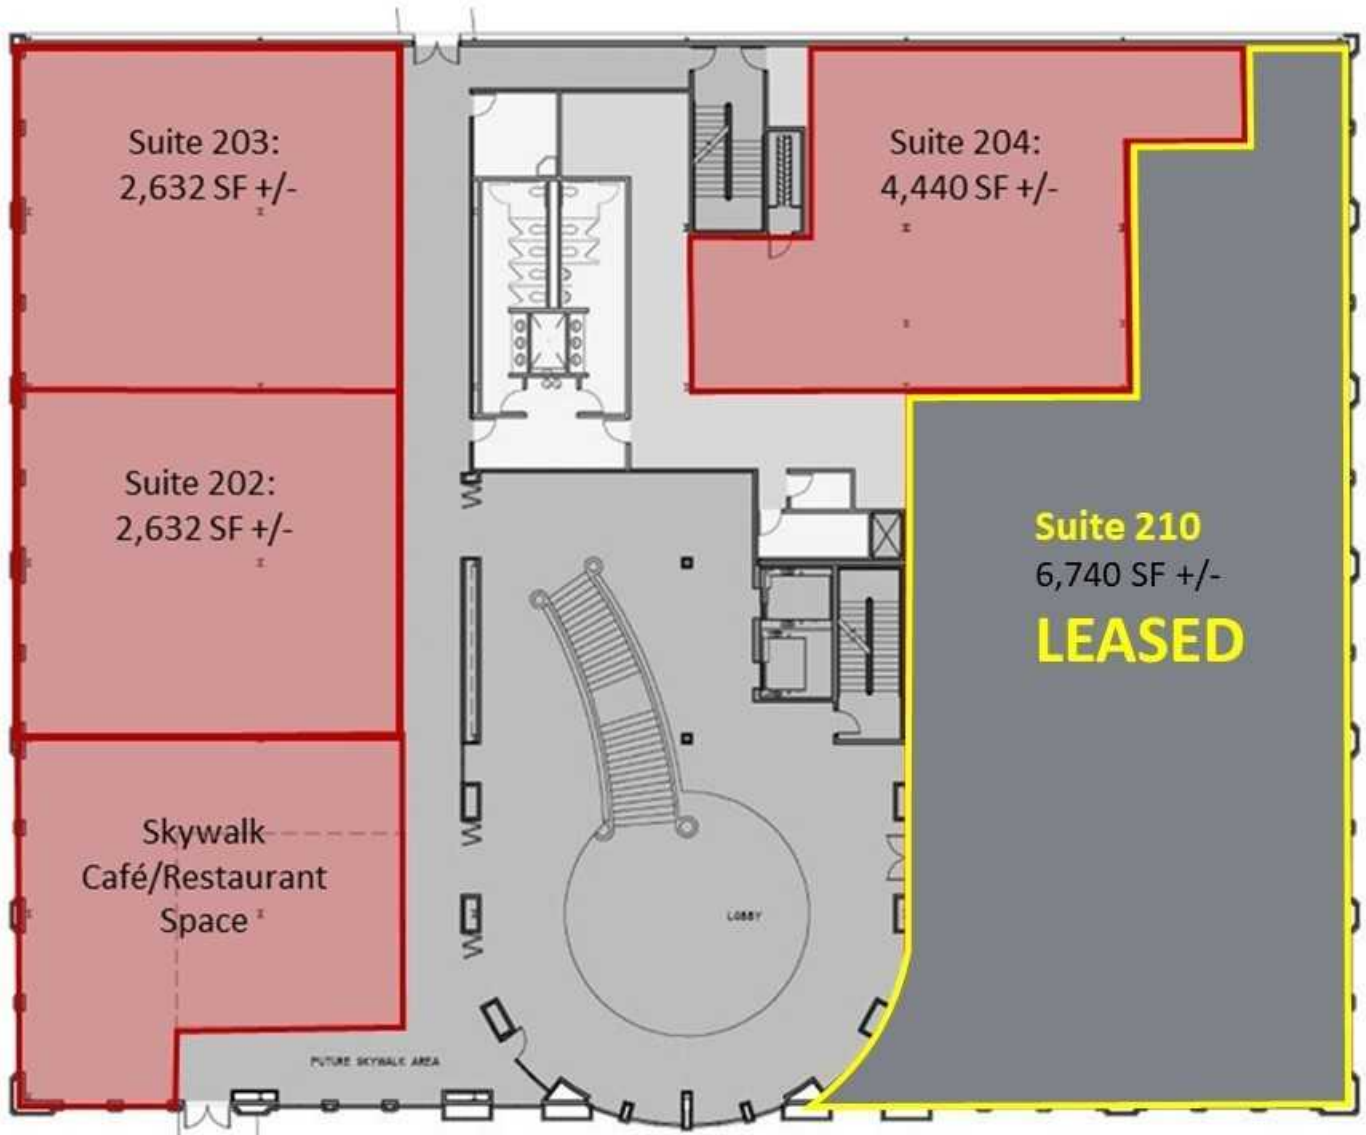 Suite 203:
2,632 SF +/-
Suite 204:
4,440 SF +/-
Suite 202:
2,632 SF +/-
Suite 210
6,740 SF +/-
LEASED
Skywalk
Café/Restaurant
Space
LOBBY
FUTURE SKYWALK AREA